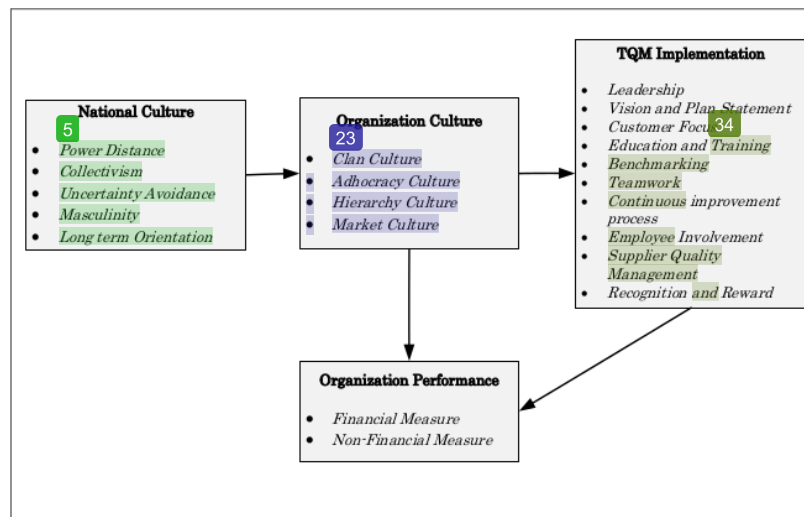 TQM Implementation
• Leadership
• Vision and Plan Statement
• Customer Focus
• Education and Training
• Benchmarking
• Teamwork
• Continuous improvement
process
• Employee Involvement
• Supplier Quality
Management
• Recognition and Reward
34
National Culture
5
• Power Distance
• Collectivism
• Uncertainty Avoidance
• Masculinity
• Long term Orientation
Organization Culture
23
• Clan Culture
• Adhocracy Culture
• Hierarchy Culture
• Market Culture
Organization Performance
• Financial Measure
• Non-Financial Measure